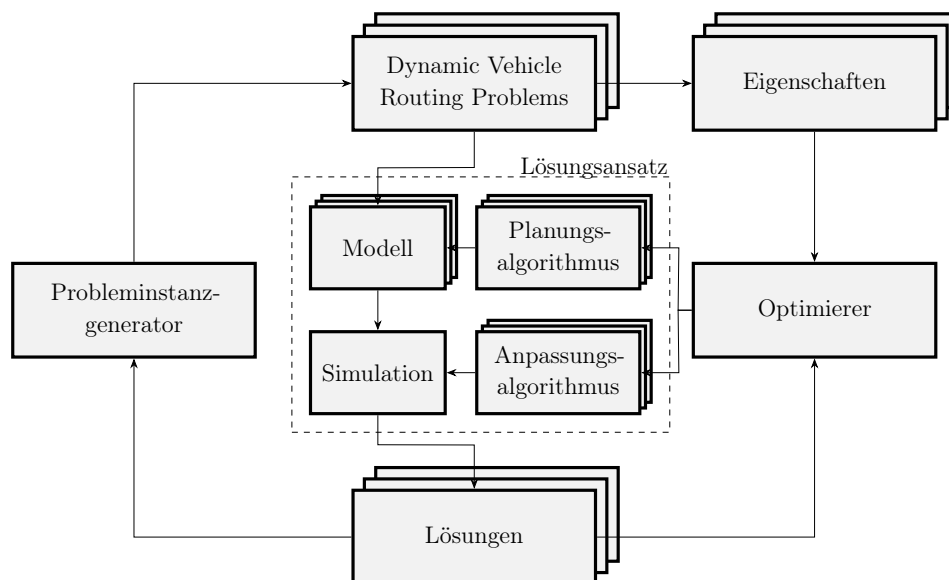 Dynamic Vehicle
Routing Problems
Eigenschaften
Lösungsansatz
Modell
Planungs-
algorithmus
Probleminstanz-
generator
Optimierer
Simulation
Anpassungs-
algorithmus
Lösungen